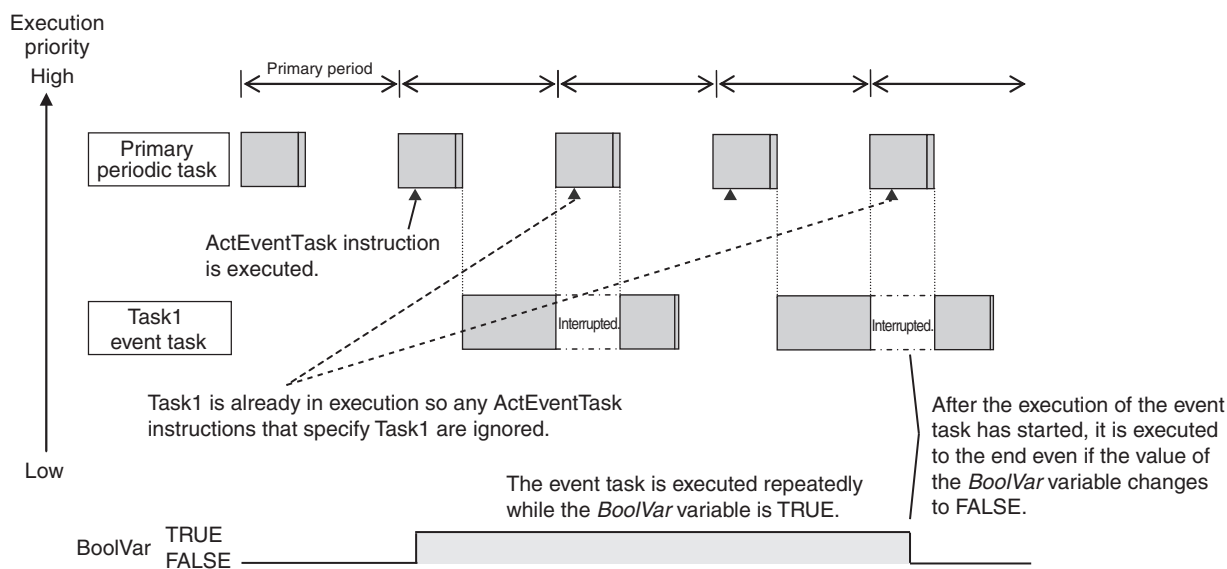 Execution
priority
High
Primary period
Primary
periodic task
ActEventTask instruction
is executed.
Task1
event task
Interrupted.
Interrupted.
Task1 is already in execution so any ActEventTask
instructions that specify Task1 are ignored.
After the execution of the event
task has started, it is executed
to the end even if the value of
the BoolVar variable changes
to FALSE.
Low
The event task is executed repeatedly
while the BoolVar variable is TRUE.
BoolVar
TRUE
FALSE